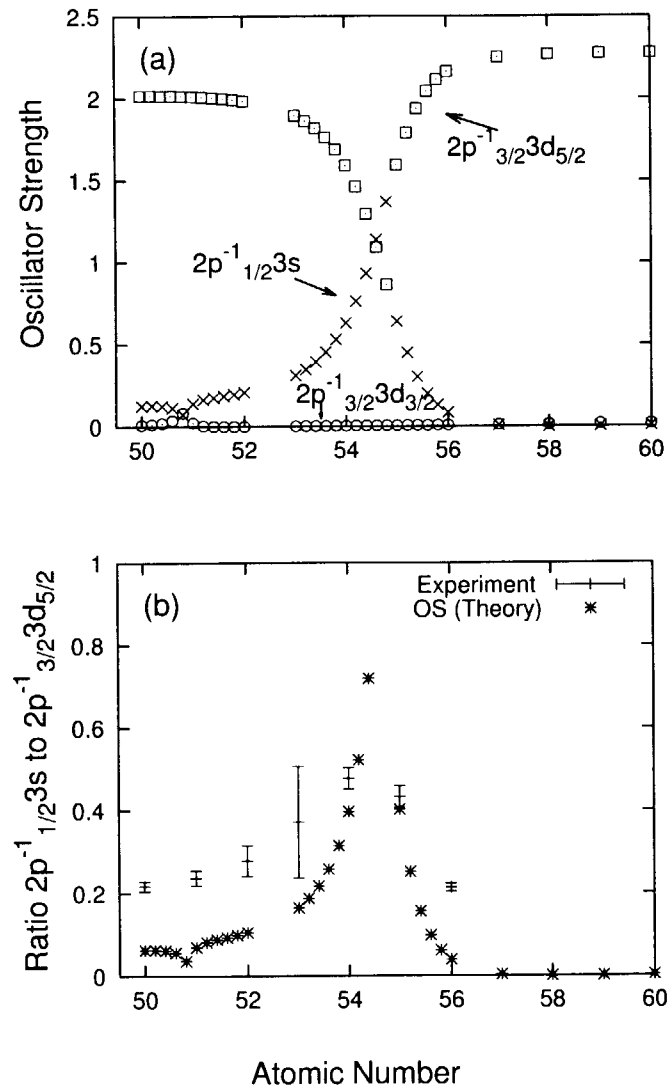 2.5
(a)
2
2p⁻¹₃/₂3d₅/₂
1.5
Oscillator Strength
2p⁻¹₁/₂3s
1
0.5
2p⁻¹₃/₂3d₃/₂
0
50 52 54 56 58 60
1
Experiment
(b)
OS (Theory)
0.8
0.6
Ratio 2p⁻¹₁/₂3s to 2p⁻¹₃/₂3d₅/₂
0.4
0.2
0
50 52 54 56 58 60
Atomic Number